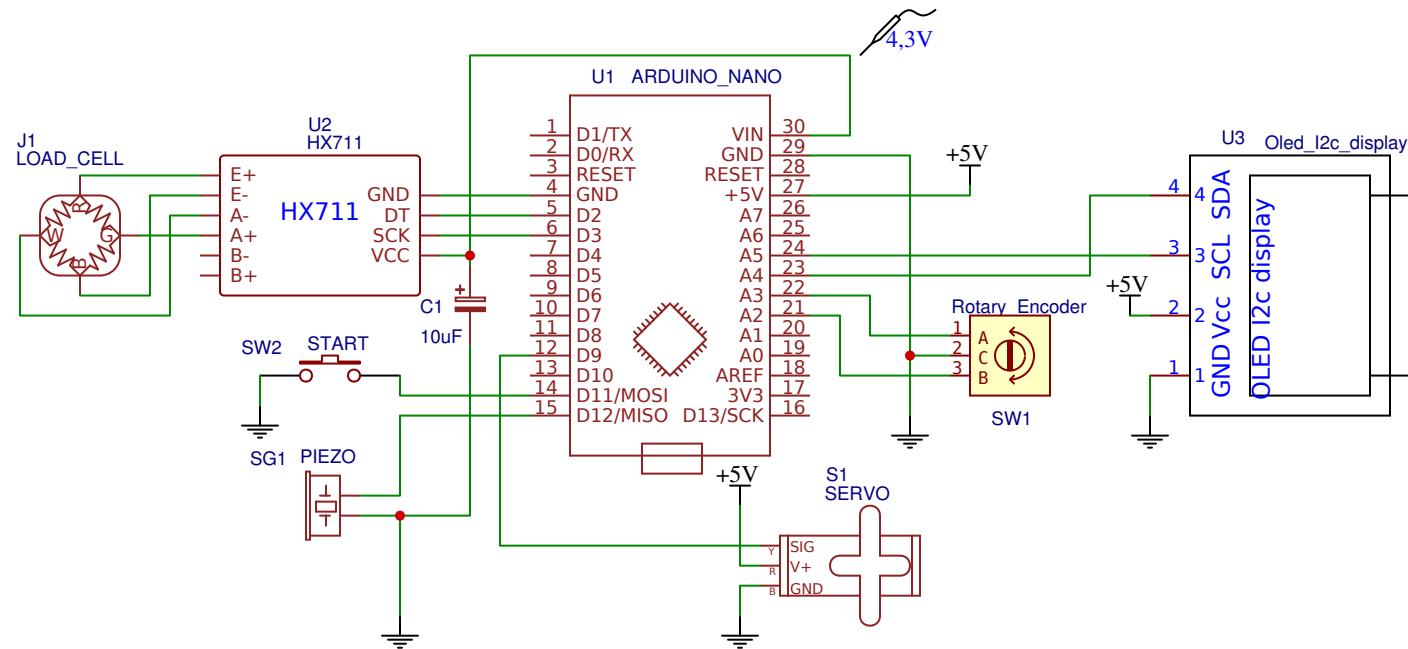 4,3V
U1 ARDUINO_NANO
J1
LOAD_CELL
R
W
G
B
U2
HX711
HX711
E+
E-
A-
A+
B-
B+
GND
DT
SCK
VCC
+
C1
10uF
1 D1/TX
2 D0/RX
3 RESET
4 GND
5 D2
6 D3
7 D4
8 D5
9 D6
10 D7
11 D8
12 D9
13 D10
14 D11/MOSI
15 D12/MISO
VIN 30
GND 29
RESET 28
+5V 27
A7 26
A6 25
A5 24
A4 23
A3 22
A2 21
A1 20
A0 19
AREF 18
3V3 17
D13/SCK 16
+5V
U3 Oled_I2c_display
4 4 SDA
3 3 SCL
2 2 Vcc
1 1 GND
OLED I2c display
+5V
Rotary_Encoder
1 A
2 C
3 B
SW1
SW2 START
SG1 PIEZO
+5V
S1
SERVO
Y SIG
R V+
B GND